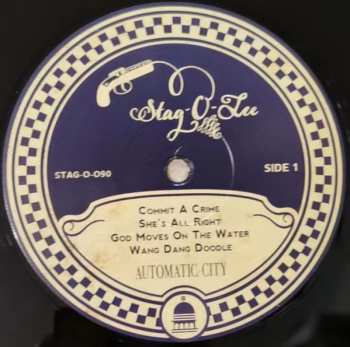 Stag-O-Lee
STAG-O-090
SIDE 1
Commit A Crime
She's All Right
God Moves On The Water
Wang Dang Doodle
AUTOMATIC CITY